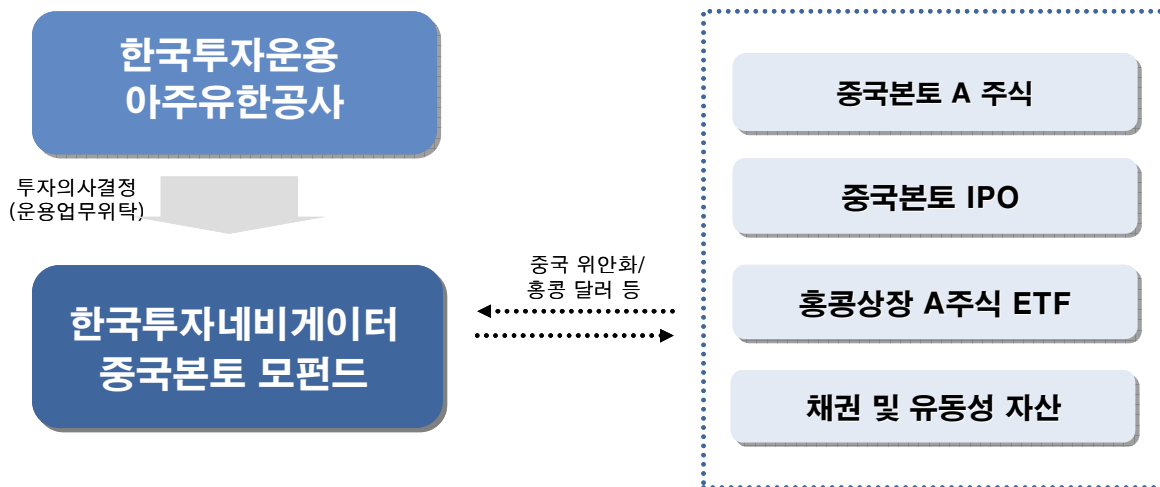 한국투자운용
아주유한공사
투자의사결정
(운용업무위탁)
한국투자네비게이터
중국본토 모펀드
중국 위안화/
홍콩 달러 등
중국본토 A 주식
중국본토 IPO
홍콩상장 A주식 ETF
채권 및 유동성 자산